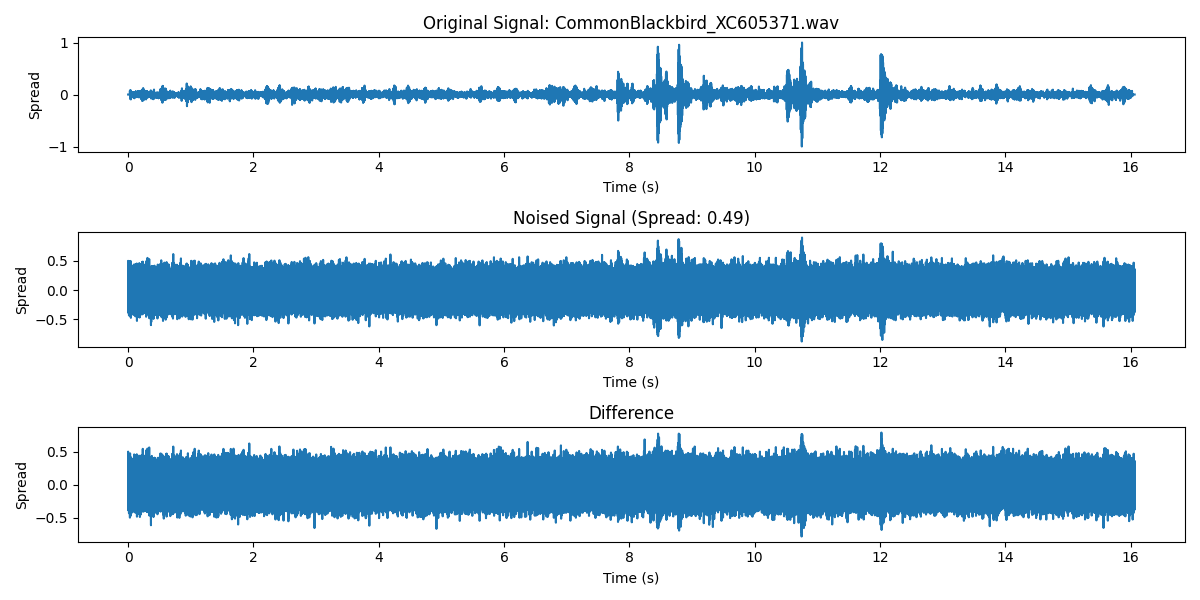 Original Signal: CommonBlackbird_XC605371.wav
Spread
1
0
−1
0 2 4 6 8 10 12 14 16
Time (s)
Noised Signal (Spread: 0.49)
Spread
0.5
0.0
−0.5
0 2 4 6 8 10 12 14 16
Time (s)
Difference
Spread
0.5
0.0
−0.5
0 2 4 6 8 10 12 14 16
Time (s)